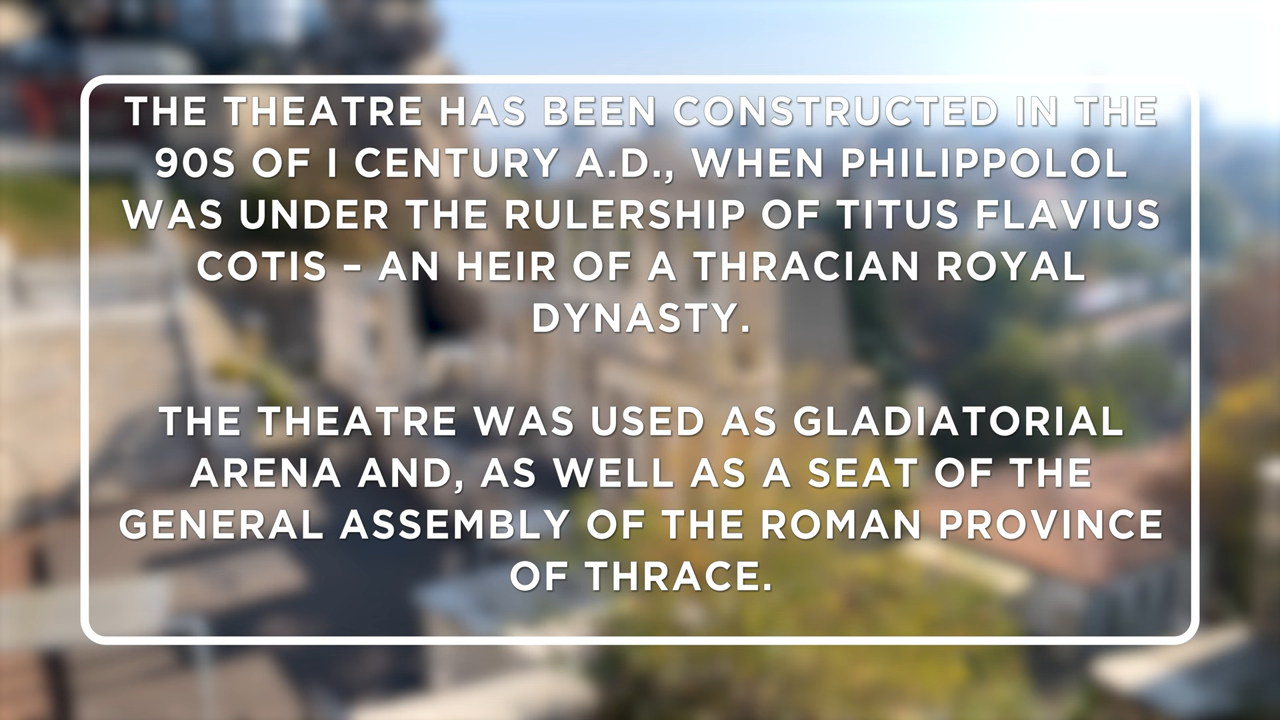 THE THEATRE HAS BEEN CONSTRUCTED IN THE
90S OF I CENTURY A.D., WHEN PHILIPPOLOL
WAS UNDER THE RULERSHIP OF TITUS FLAVIUS
COTIS – AN HEIR OF A THRACIAN ROYAL
DYNASTY.
THE THEATRE WAS USED AS GLADIATORIAL
ARENA AND, AS WELL AS A SEAT OF THE
GENERAL ASSEMBLY OF THE ROMAN PROVINCE
OF THRACE.